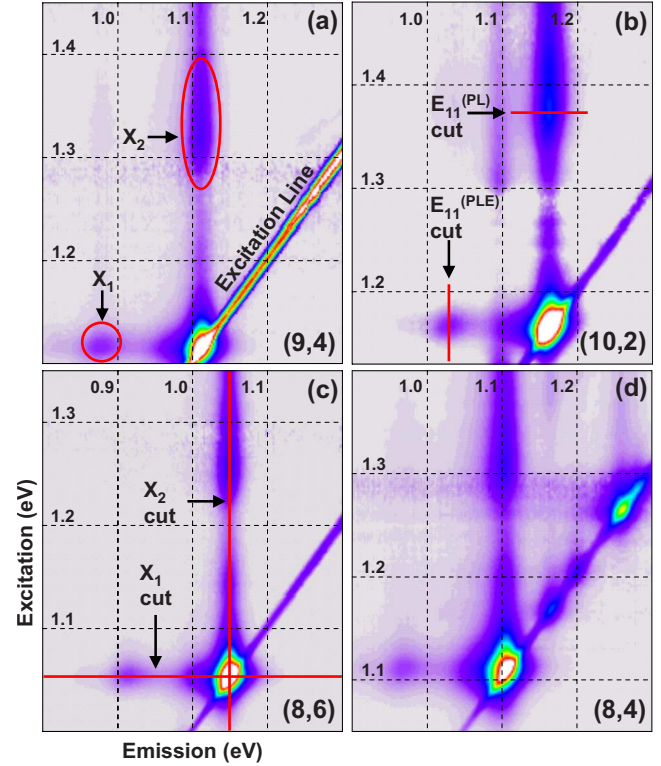 1.0 1.1 1.2 (a)
1.4
X2
1.3
Excitation Line
1.2
X1
(9,4)
1.0 1.1 1.2 (b)
1.4
E11(PL)
cut
1.3
E11(PLE)
cut
1.2
(10,2)
0.9 1.0 1.1 (c)
1.3
X2
cut
1.2
X1
cut
1.1
(8,6)
1.0 1.1 1.2 (d)
1.3
1.2
1.1
(8,4)
Excitation (eV)
Emission (eV)